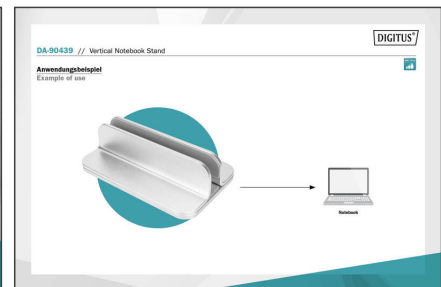 DIGITUS®
DA-90439 // Vertical Notebook Stand
Anwendungsbeispiel
Example of use
Notebook